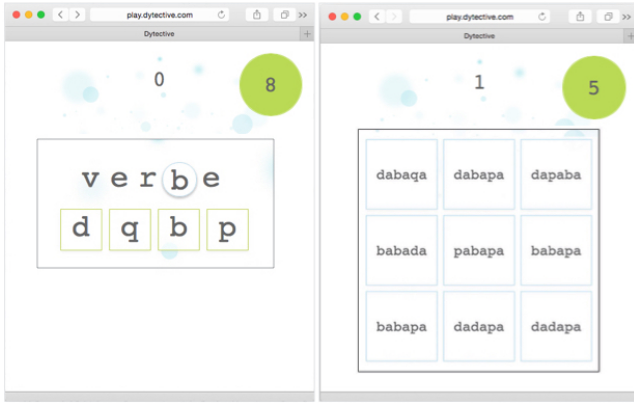 play.dytective.com
Dytective
0
8
v e r b e
d q b p
play.dytective.com
Dytective
1
5
dabaqa dabapa dapaba
babada pabapa babapa
babapa dadapa dadapa